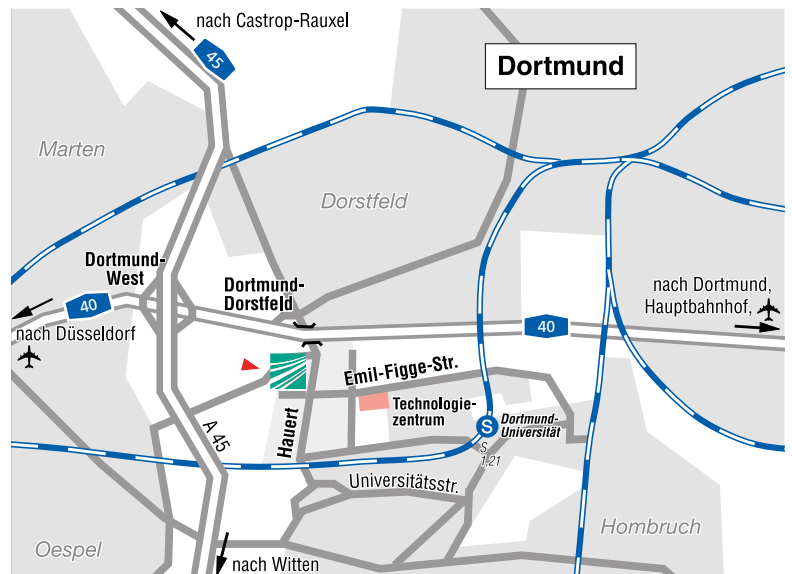 nach Castrop-Rauxel
45
Dortmund
Marten
Dorstfeld
Dortmund-
West
Dortmund-
Dorstfeld
nach Dortmund,
Hauptbahnhof,
40
40
nach Düsseldorf
Emil-Figge-Str.
Technologie-
zentrum
Hauert
S
Dortmund-
Universität
S
1,21
A 45
Universitätsstr.
Hombruch
Oespel
nach Witten